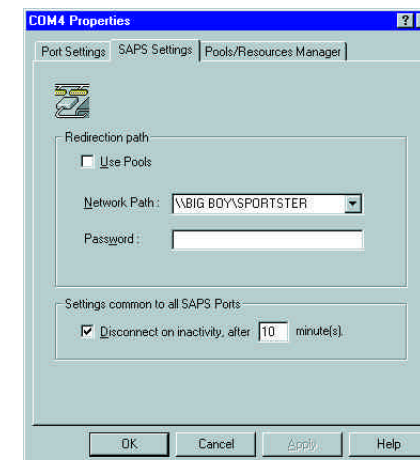 COM4 Properties ?
Port Settings SAPS Settings Pools/Resources Manager
Redirection path
Use Pools
Network Path : \\BIG BOY\SPORTSTER
Password :
Settings common to all SAPS Ports
Disconnect on inactivity, after 10 minute(s).
OK Cancel Apply Help